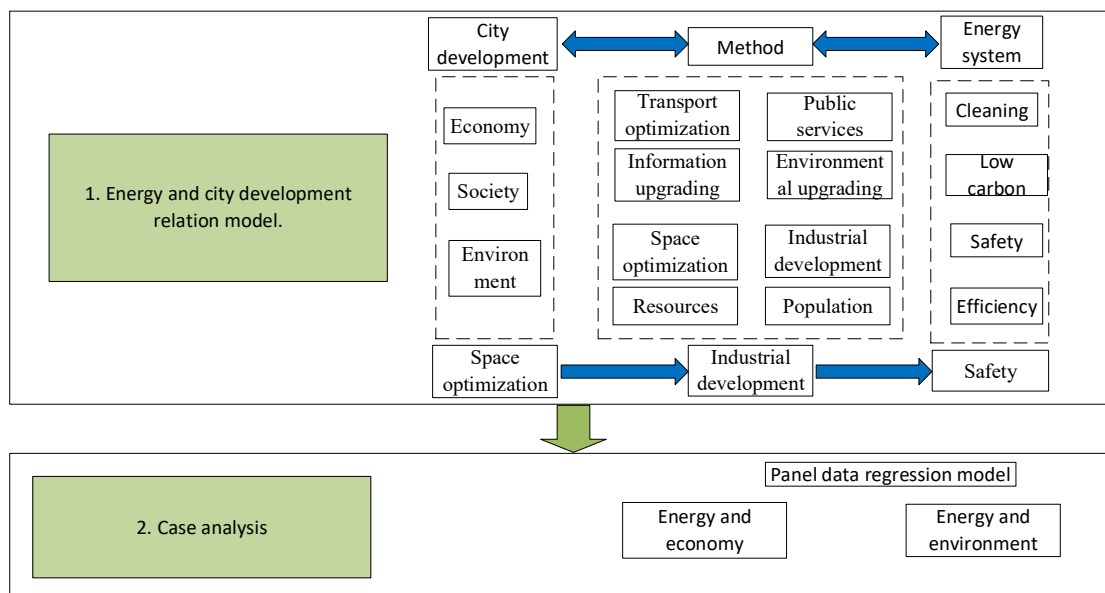 City
development
Method
Energy
system
1. Energy and city development
relation model.
Economy
Society
Environ
ment
Transport
optimization
Public
services
Information
upgrading
Environment
al upgrading
Space
optimization
Industrial
development
Resources
Population
Cleaning
Low
carbon
Safety
Efficiency
Space
optimization
Industrial
development
Safety
2. Case analysis
Panel data regression model
Energy and
economy
Energy and
environment